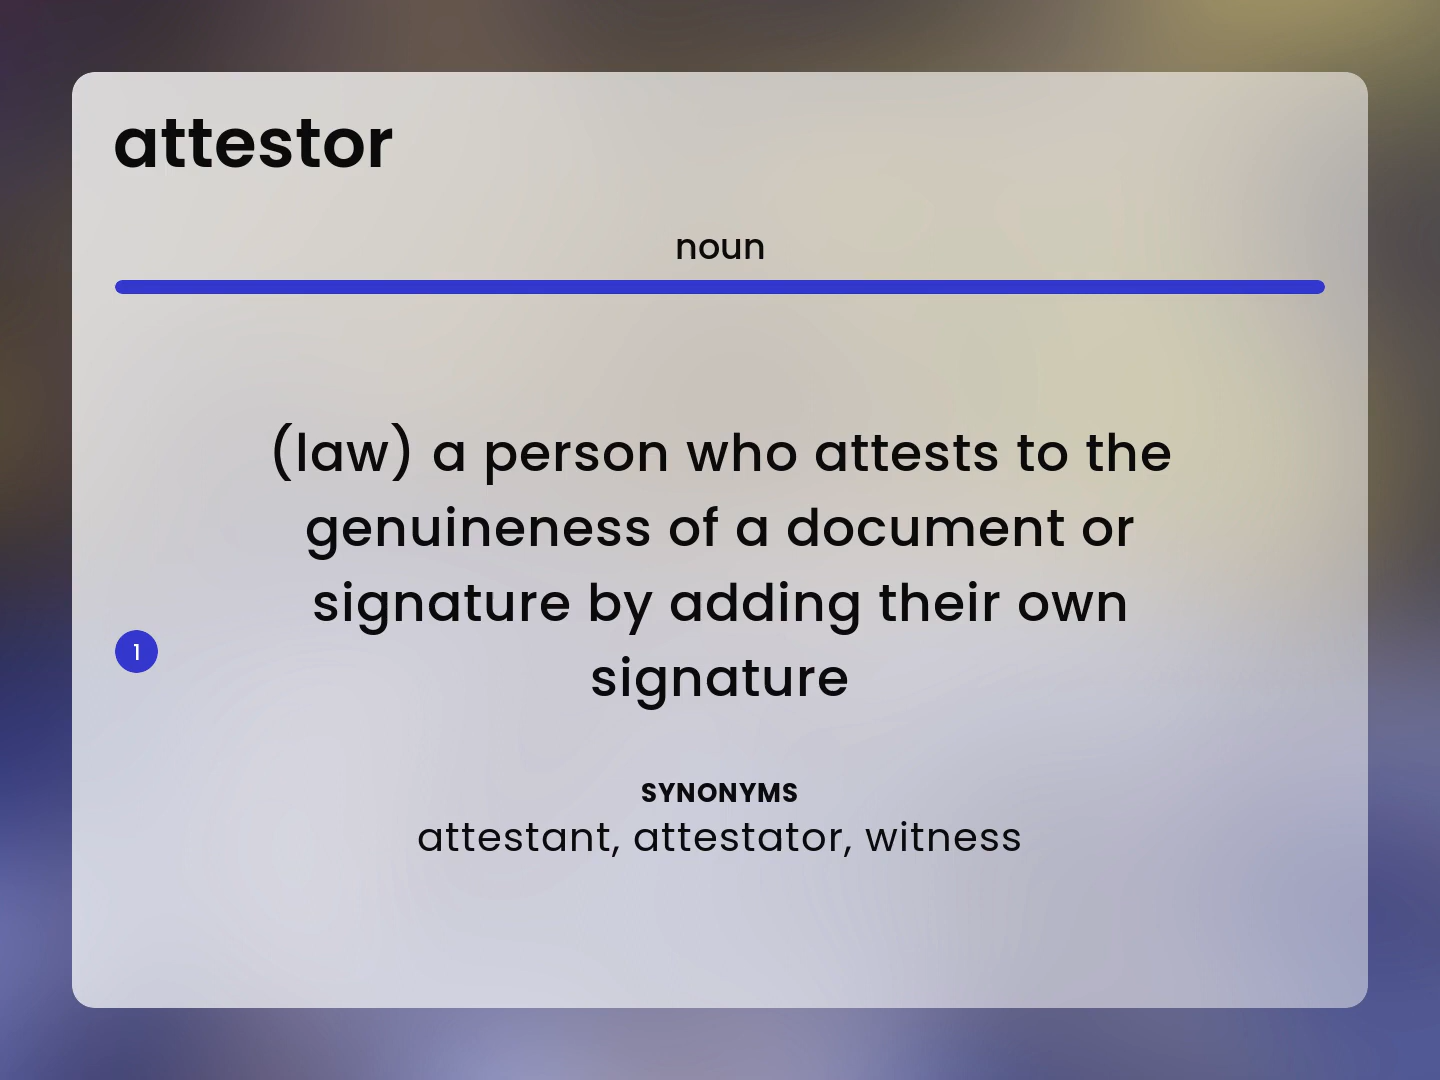 attestor
noun
(law) a person who attests to the
genuineness of a document or
signature by adding their own
signature
1
SYNONYMS
attestant, attestator, witness